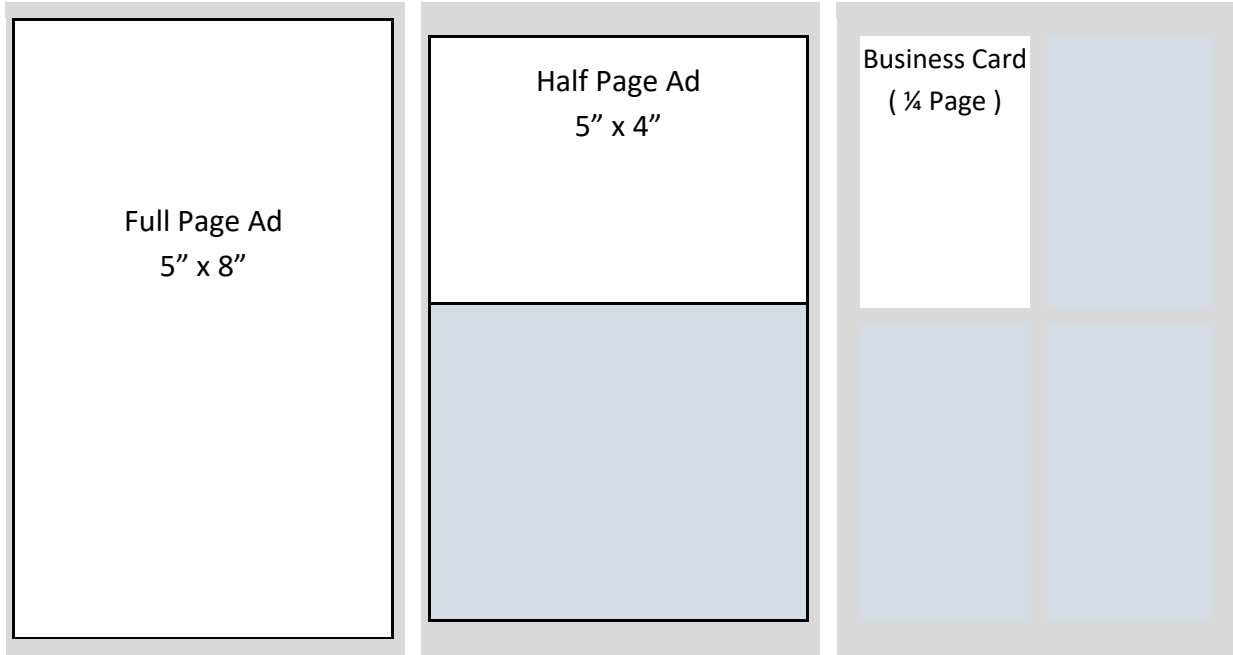 Full Page Ad
5” x 8”
Half Page Ad
5” x 4”
Business Card
( ¼ Page )